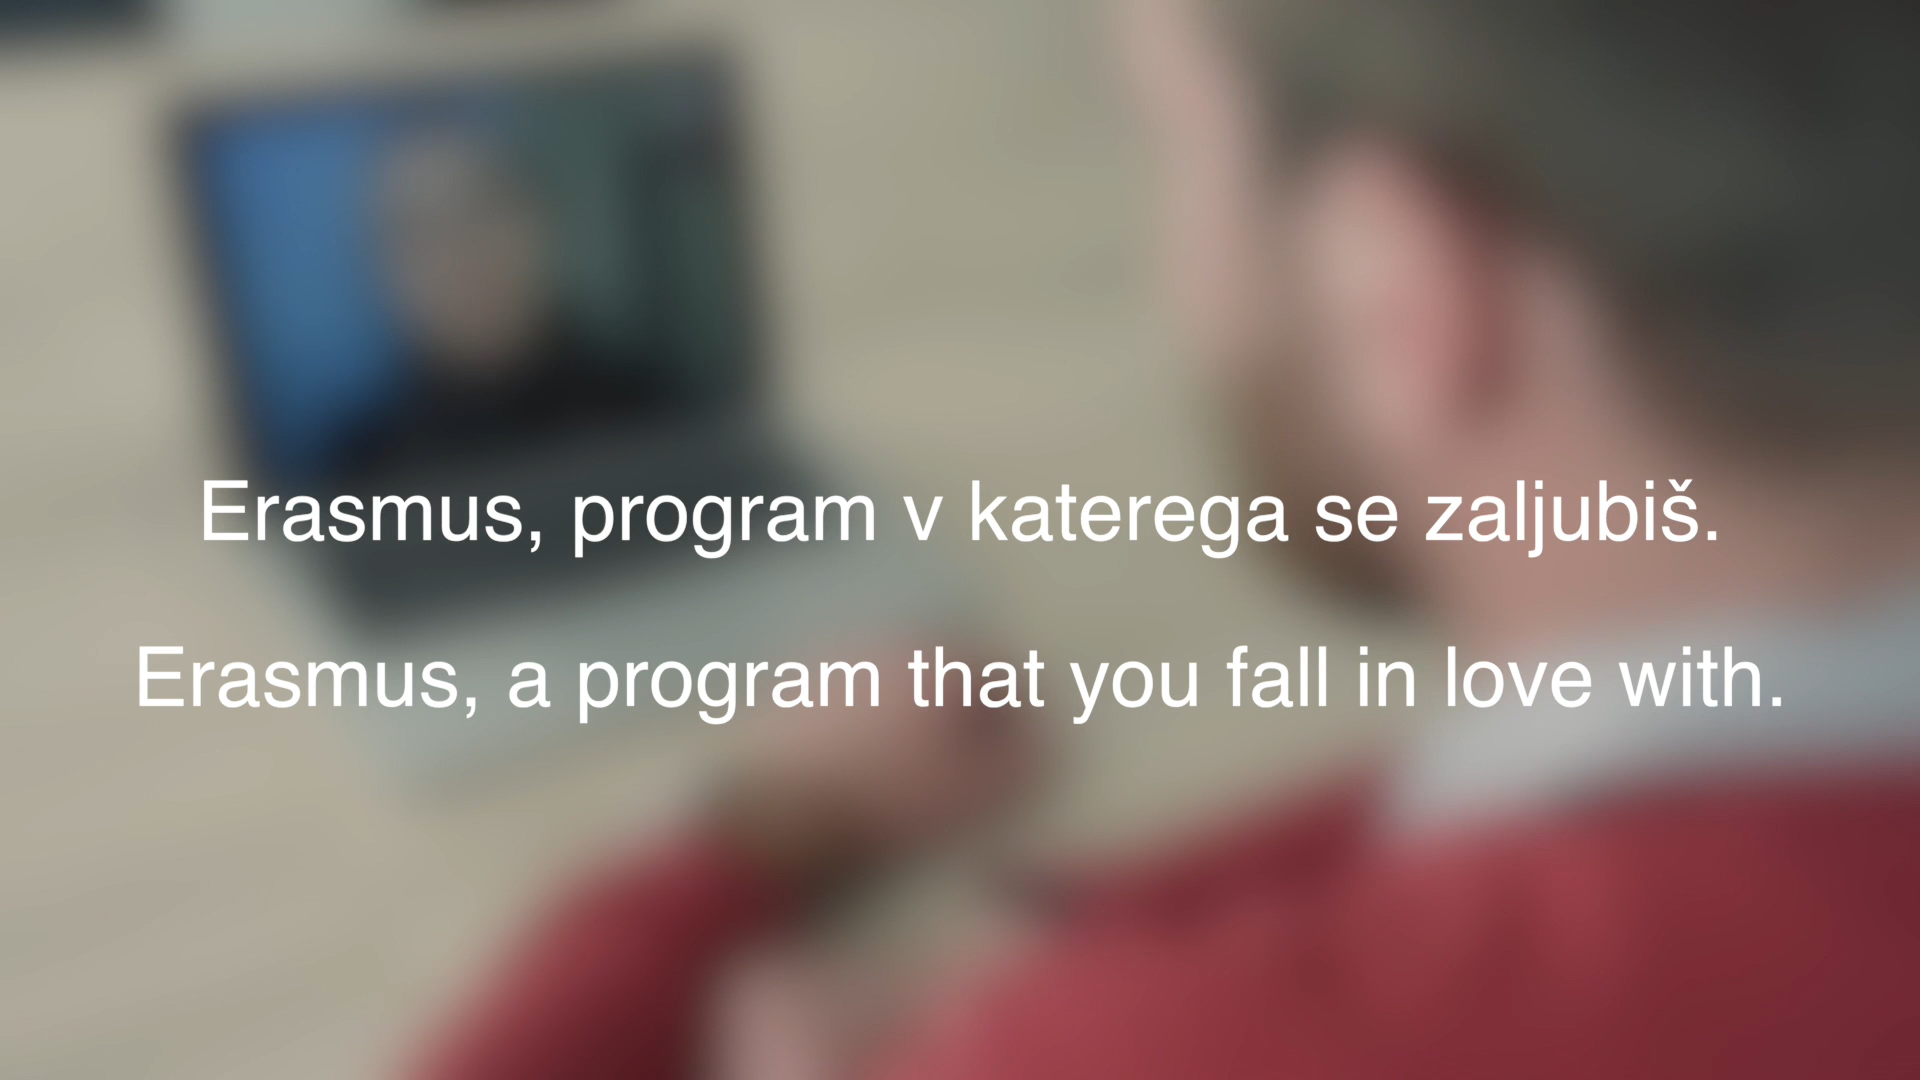 Erasmus, program v katerega se zaljubiš.
Erasmus, a program that you fall in love with.